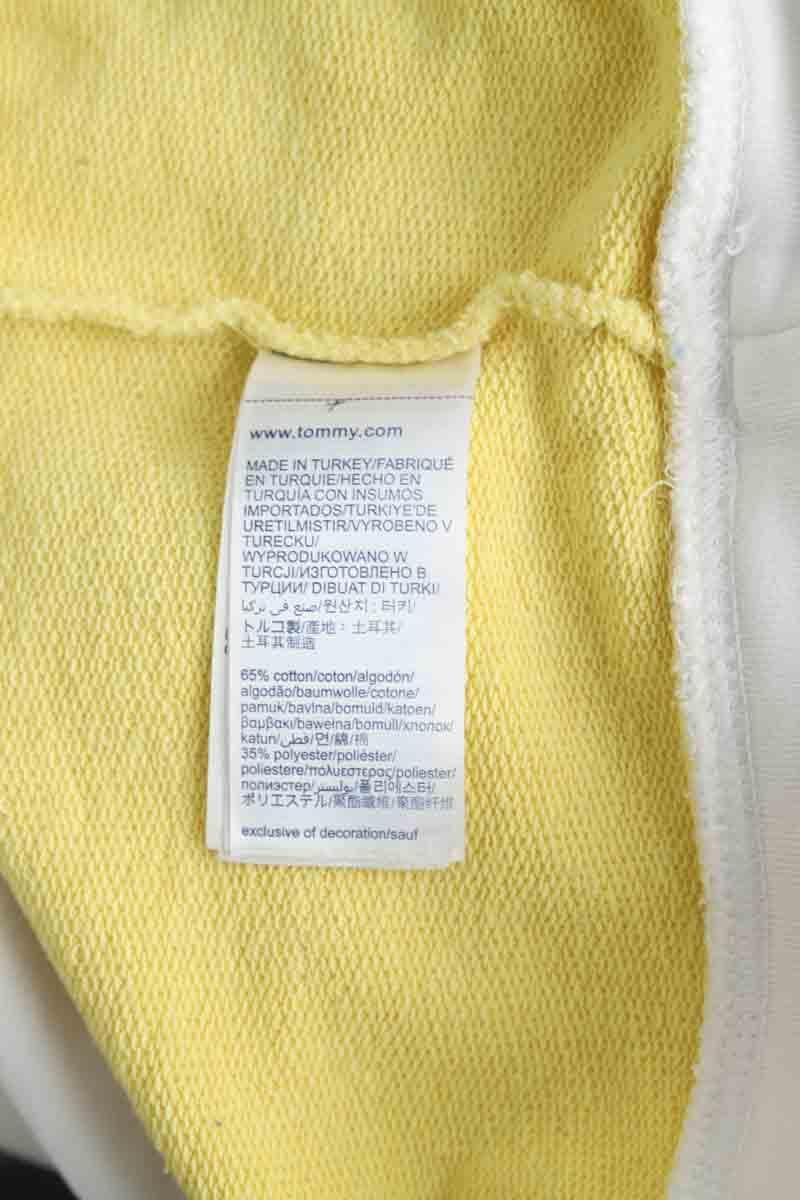 www.tommy.com
MADE IN TURKEY/FABRIQUÉ
EN TURQUIE/HECHO EN
TURQUÍA CON INSUMOS
IMPORTADOS/TURKIYE'DE
URETILMISTIR/VYROBENO V
TURECKU/
WYPRODUKOWANO W
TURCJI/ИЗГОТОВЛЕНО В
ТУРЦИИ/ DIBUAT DI TURKI/
صنع في تركيا/원산지 : 터키/
トルコ製/產地：土耳其/
土耳其制造
65% cotton/coton/algodón/
algodão/baumwolle/cotone/
pamuk/bavlna/bomuld/katoen/
βαμβακι/bawełna/bomull/хлопок/
katun/قطن/면/綿/棉
35% polyester/poliéster/
poliestere/πολυεστερας/poliester/
полиэстер/بوليستر/폴리에스터/
ポリエステル/聚酯纖維/聚酯纤维
exclusive of decoration/sauf